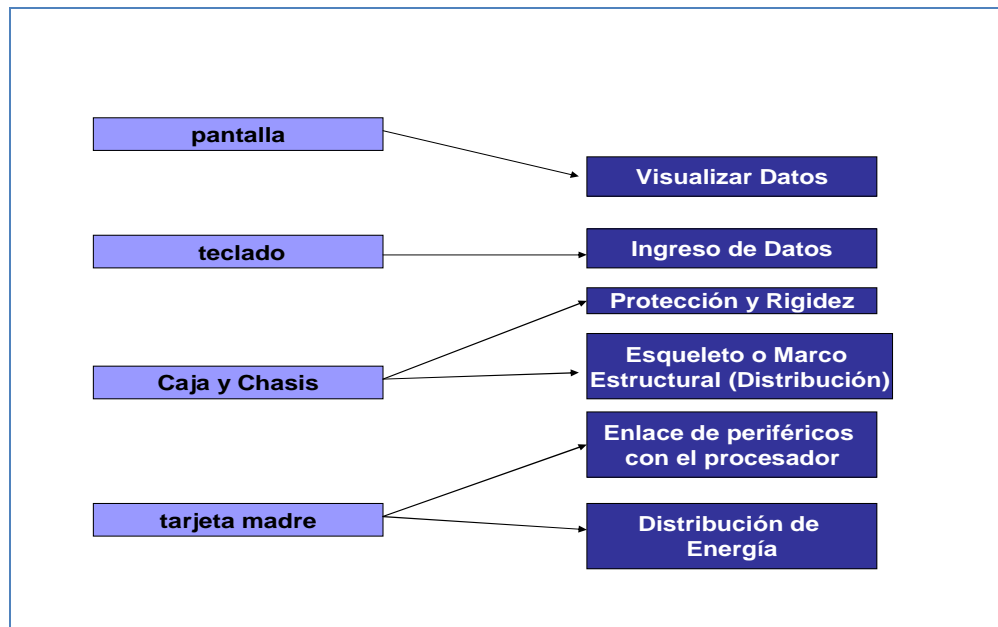 pantalla
Visualizar Datos
teclado
Ingreso de Datos
Protección y Rigidez
Caja y Chasis
Esqueleto o Marco
Estructural (Distribución)
Enlace de periféricos
con el procesador
tarjeta madre
Distribución de
Energía